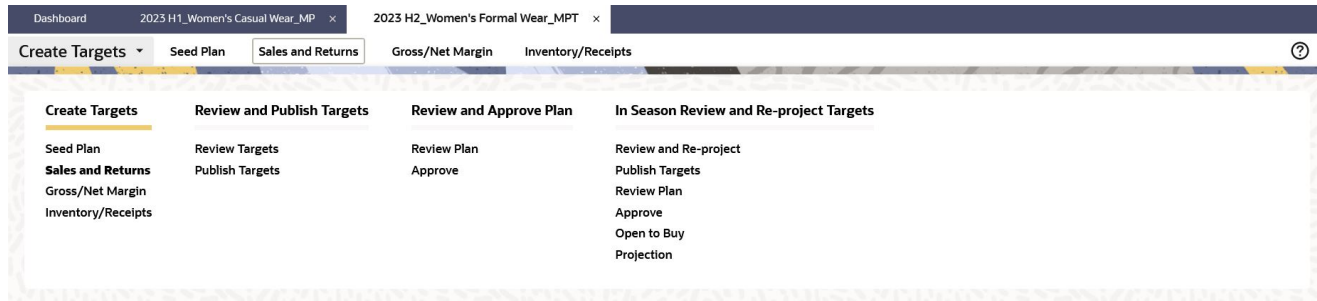 Dashboard 2023 H1_Women's Casual Wear_MP × 2023 H2_Women's Formal Wear_MPT ×
Create Targets Seed Plan Sales and Returns Gross/Net Margin Inventory/Receipts ?
Create Targets Review and Publish Targets Review and Approve Plan In Season Review and Re-project Targets
Seed Plan Review Targets Review Plan Review and Re-project
Sales and Returns Publish Targets Approve Publish Targets
Gross/Net Margin Review Plan
Inventory/Receipts Approve
Open to Buy
Projection